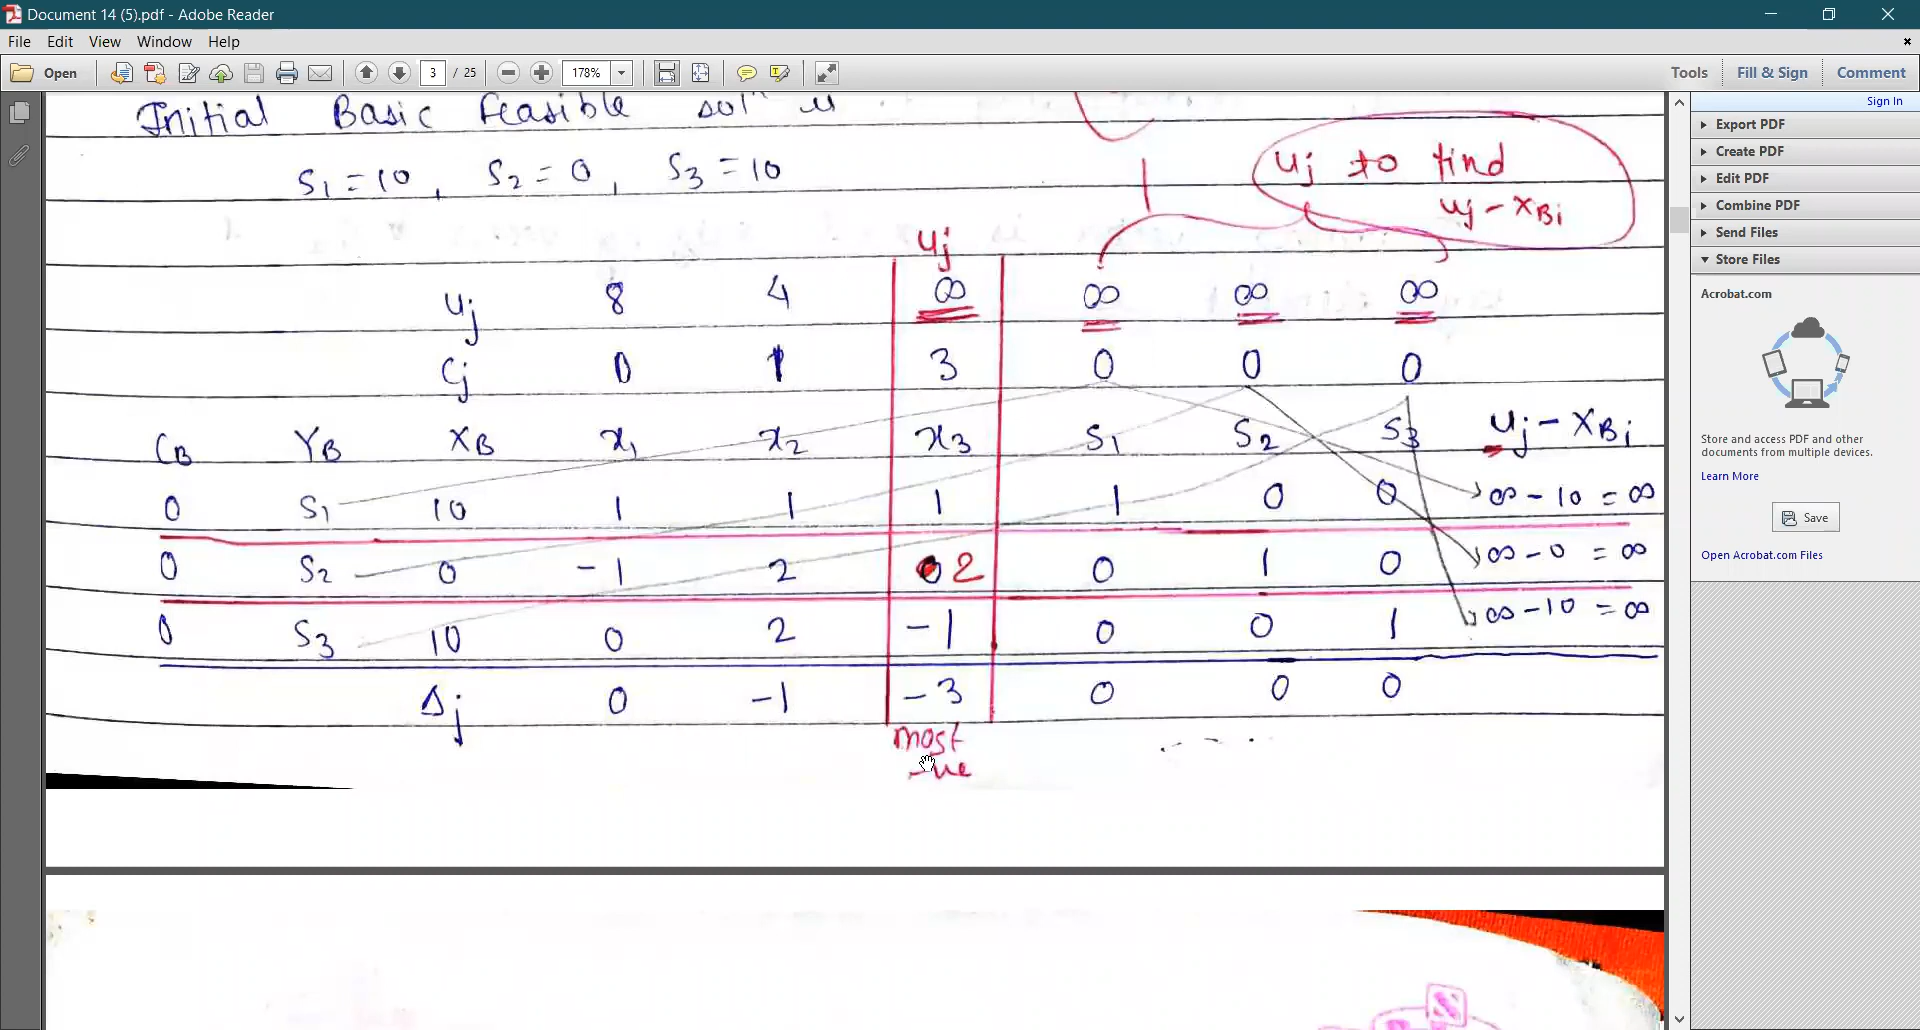 Document 14 (5).pdf - Adobe Reader
File Edit View Window Help
Open 3 / 25 178% Tools Fill & Sign Comment
Sign In
Export PDF
Create PDF
Edit PDF
Combine PDF
Send Files
Store Files
Acrobat.com
Store and access PDF and other
documents from multiple devices.
Learn More
Save
Open Acrobat.com Files
Initial Basic Feasible solⁿ is
S1 = 10, S2 = 0, S3 = 10
uj to find
uj - XBi
uj
uj 8 4 ∞ ∞ ∞ ∞
Cj 0 1 3 0 0 0
CB YB XB x1 x2 x3 S1 S2 S3 uj - XBi
0 S1 10 1 1 1 1 0 0 ∞ - 10 = ∞
0 S2 0 -1 2 2 0 1 0 ∞ - 0 = ∞
0 S3 10 0 2 -1 0 0 1 ∞ - 10 = ∞
Δj 0 -1 -3 0 0 0
most
-ve